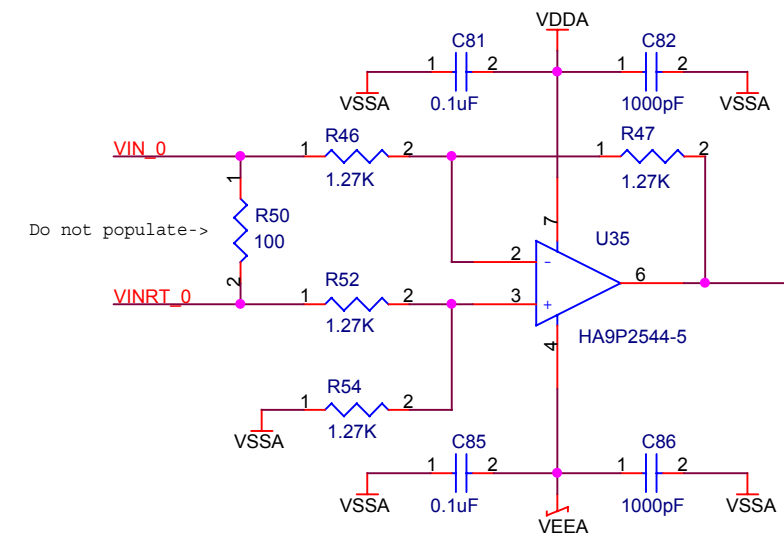 VDDA
C81
C82
1 2
1 2
VSSA
0.1uF
1000pF
VSSA
R46
R47
VIN_0
1 2
1 2
1.27K
1.27K
1
R50
Do not populate->
100
2
7
U35
2
-
6
VINRT_0
R52
1 2
3
+
1.27K
HA9P2544-5
4
R54
1 2
VSSA
1.27K
C85
C86
1 2
1 2
VSSA
0.1uF
1000pF
VSSA
VEEA